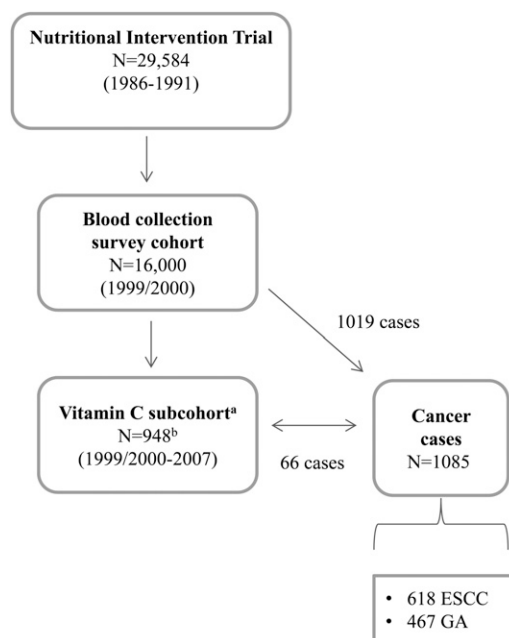 Nutritional Intervention Trial
N=29,584
(1986-1991)
Blood collection
survey cohort
N=16,000
(1999/2000)
1019 cases
Vitamin C subcohortᵃ
N=948ᵇ
(1999/2000-2007)
66 cases
Cancer
cases
N=1085
• 618 ESCC
• 467 GA